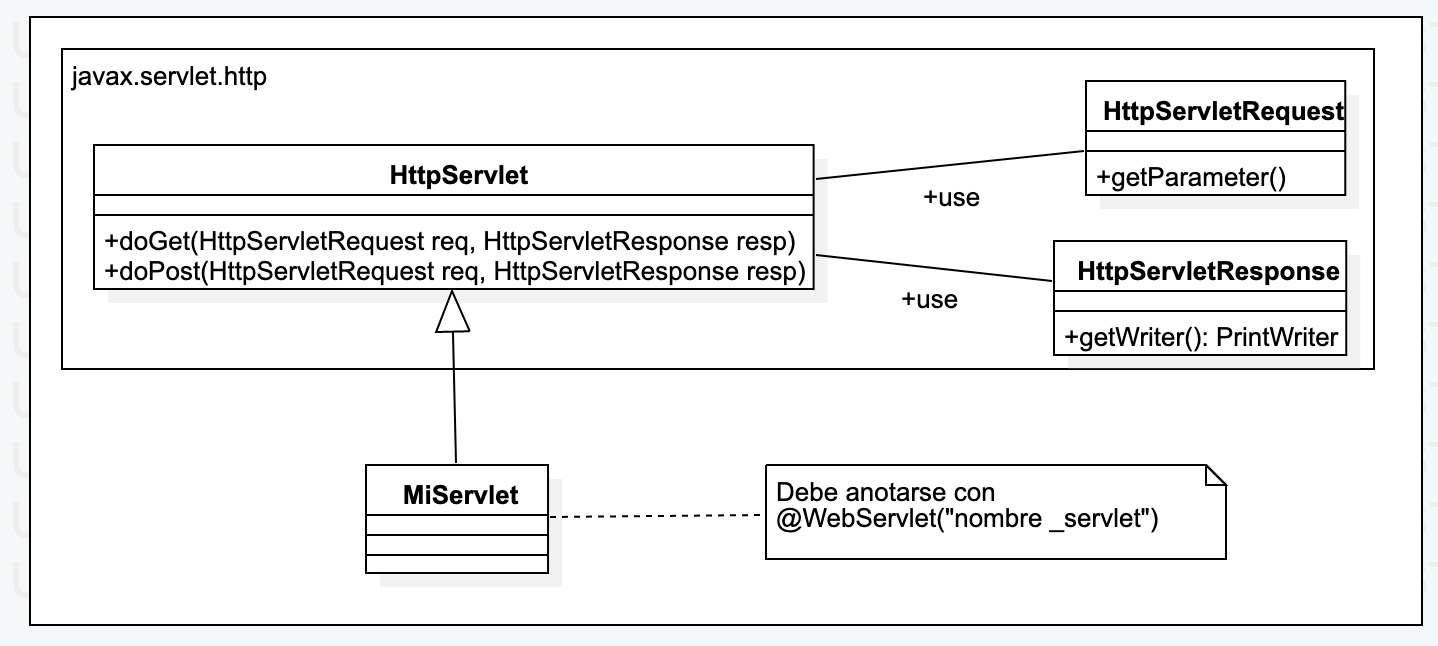 javax.servlet.http
HttpServletRequest
+getParameter()
HttpServlet
+doGet(HttpServletRequest req, HttpServletResponse resp)
+doPost(HttpServletRequest req, HttpServletResponse resp)
+use
+use
HttpServletResponse
+getWriter(): PrintWriter
MiServlet
Debe anotarse con
@WebServlet("nombre _servlet")